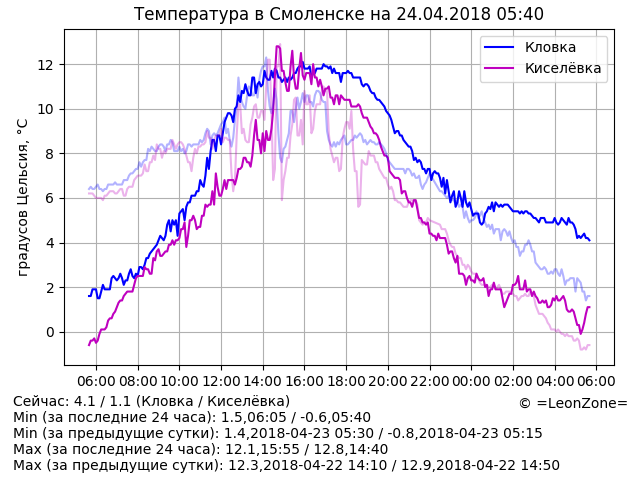 Температура в Смоленске на 24.04.2018 05:40
Кловка
Киселёвка
градусов Цельсия, °C
12
10
8
6
4
2
0
06:00 08:00 10:00 12:00 14:00 16:00 18:00 20:00 22:00 00:00 02:00 04:00 06:00
Сейчас: 4.1 / 1.1 (Кловка / Киселёвка)
© =LeonZone=
Min (за последние 24 часа): 1.5,06:05 / -0.6,05:40
Min (за предыдущие сутки): 1.4,2018-04-23 05:30 / -0.8,2018-04-23 05:15
Max (за последние 24 часа): 12.1,15:55 / 12.8,14:40
Max (за предыдущие сутки): 12.3,2018-04-22 14:10 / 12.9,2018-04-22 14:50